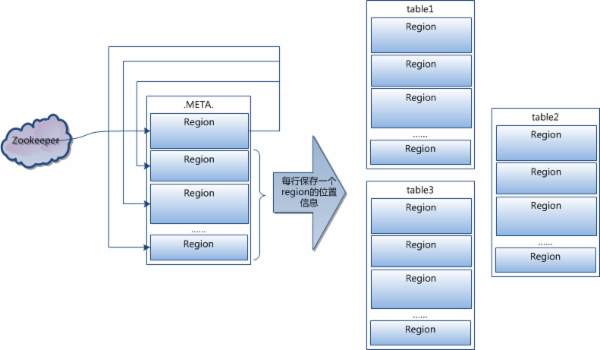 Zookeeper
.META.
Region
Region
Region
......
Region
每行保存一个
region的位置
信息
table1
Region
Region
Region
......
Region
table2
Region
Region
Region
......
Region
table3
Region
Region
Region
......
Region